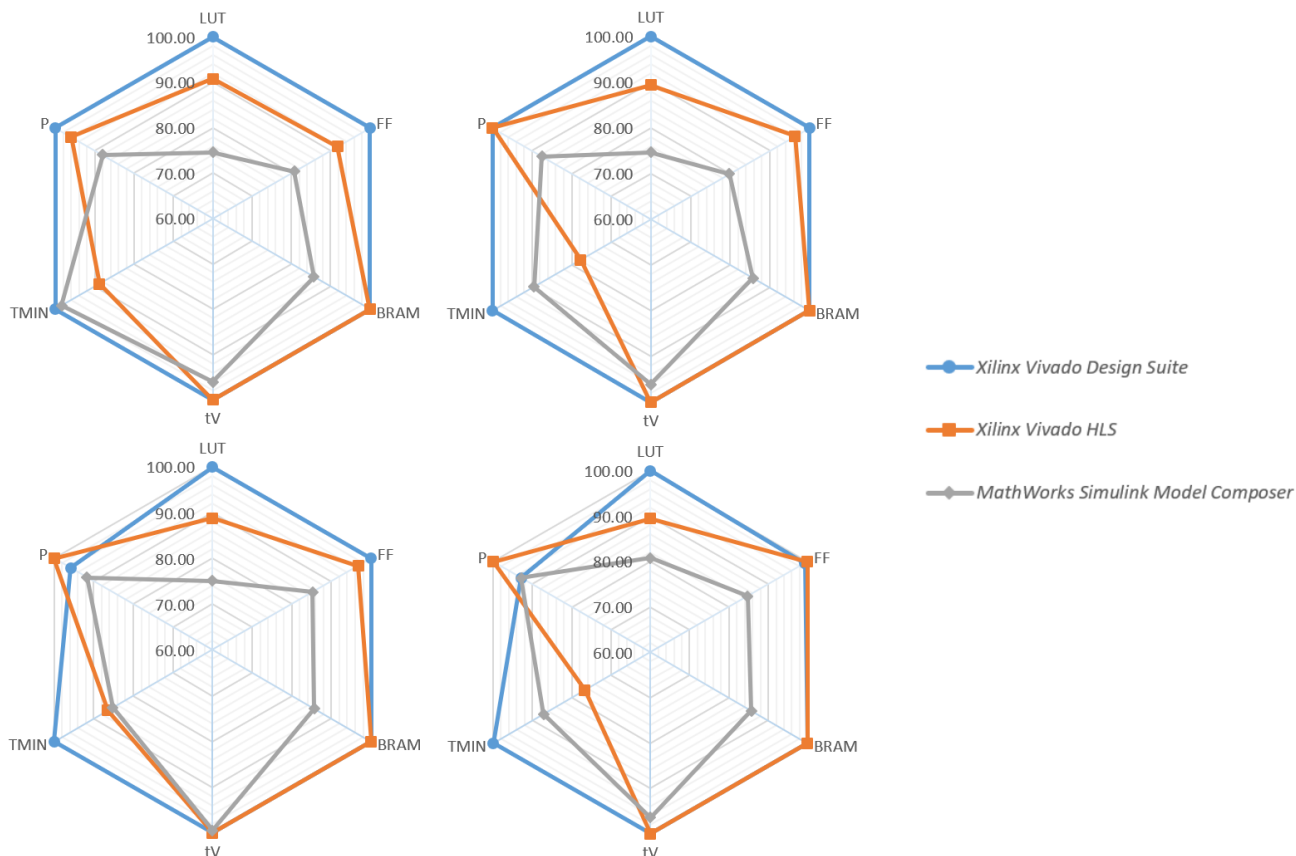 LUT
100.00
90.00
P
80.00
FF
70.00
60.00
TMIN
BRAM
tV
LUT
100.00
90.00
P
80.00
FF
70.00
60.00
TMIN
BRAM
tV
Xilinx Vivado Design Suite
Xilinx Vivado HLS
MathWorks Simulink Model Composer
LUT
100.00
90.00
P
80.00
FF
70.00
60.00
TMIN
BRAM
tV
LUT
100.00
90.00
P
80.00
FF
70.00
60.00
TMIN
BRAM
tV